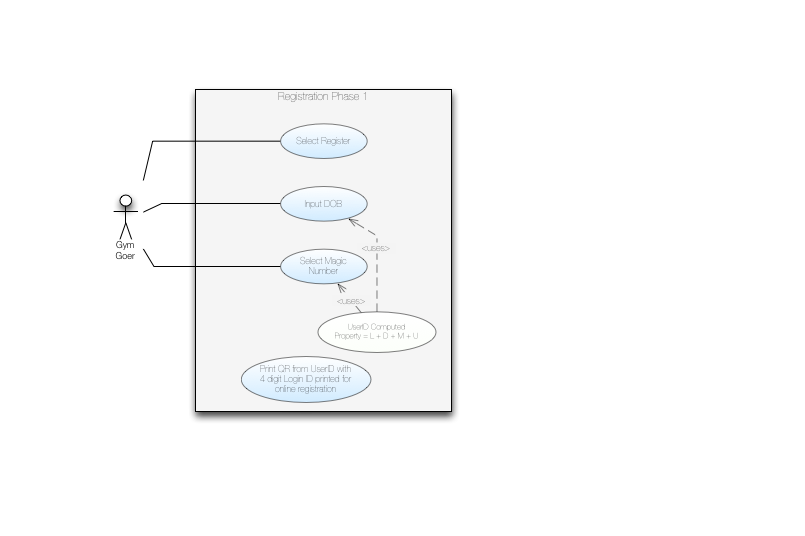 Registration Phase 1
Select Register
Input DOB
Gym
Goer
<uses>
Select Magic
Number
<uses>
UserID Computed
Property = L + D + M + U
Print QR from UserID with
4 digit Login ID printed for
online registration